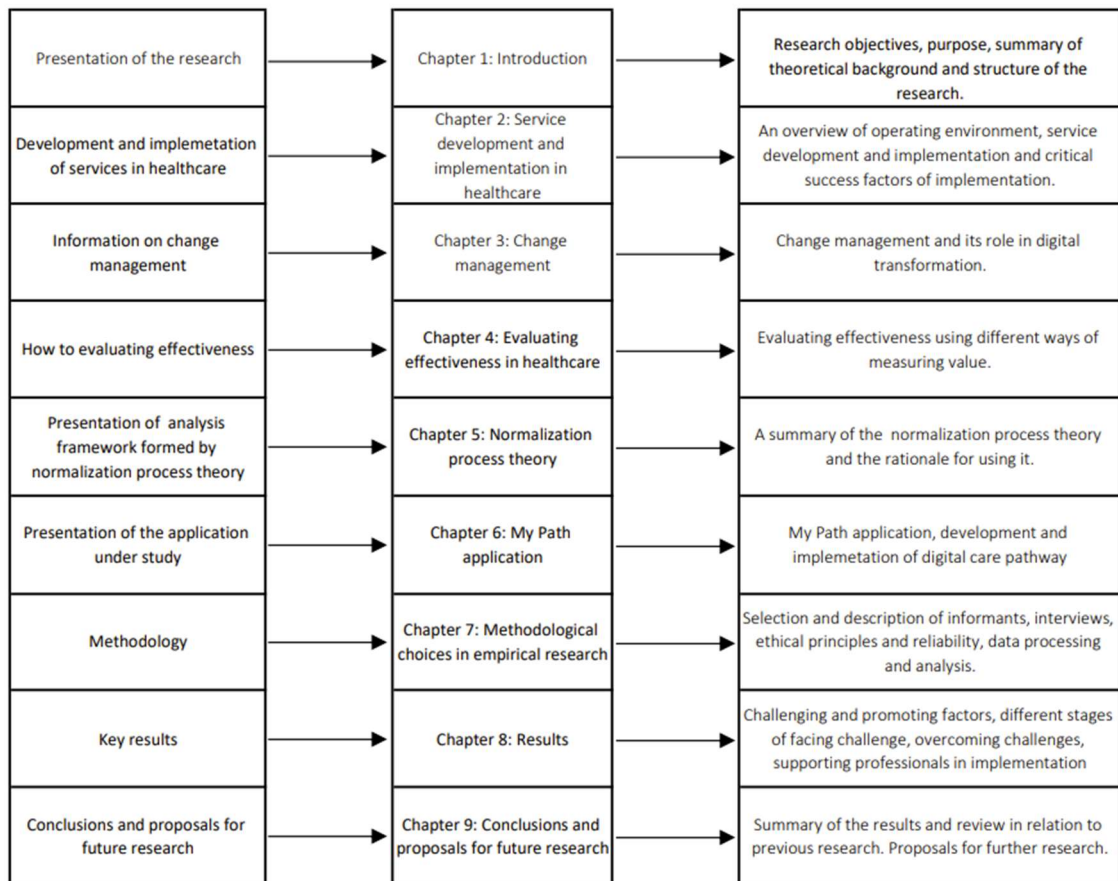 Presentation of the research
Chapter 1: Introduction
Research objectives, purpose, summary of
theoretical background and structure of the
research.
Development and implemetation
of services in healthcare
Chapter 2: Service
development and
implementation in
healthcare
An overview of operating environment, service
development and implementation and critical
success factors of implementation.
Information on change
management
Chapter 3: Change
management
Change management and its role in digital
transformation.
How to evaluating effectiveness
Chapter 4: Evaluating
effectiveness in healthcare
Evaluating effectiveness using different ways of
measuring value.
Presentation of analysis
framework formed by
normalization process theory
Chapter 5: Normalization
process theory
A summary of the normalization process theory
and the rationale for using it.
Presentation of the application
under study
Chapter 6: My Path
application
My Path application, development and
implemetation of digital care pathway
Methodology
Chapter 7: Methodological
choices in empirical research
Selection and description of informants, interviews,
ethical principles and reliability, data processing
and analysis.
Key results
Chapter 8: Results
Challenging and promoting factors, different stages
of facing challenge, overcoming challenges,
supporting professionals in implementation
Conclusions and proposals for
future research
Chapter 9: Conclusions and
proposals for future research
Summary of the results and review in relation to
previous research. Proposals for further research.